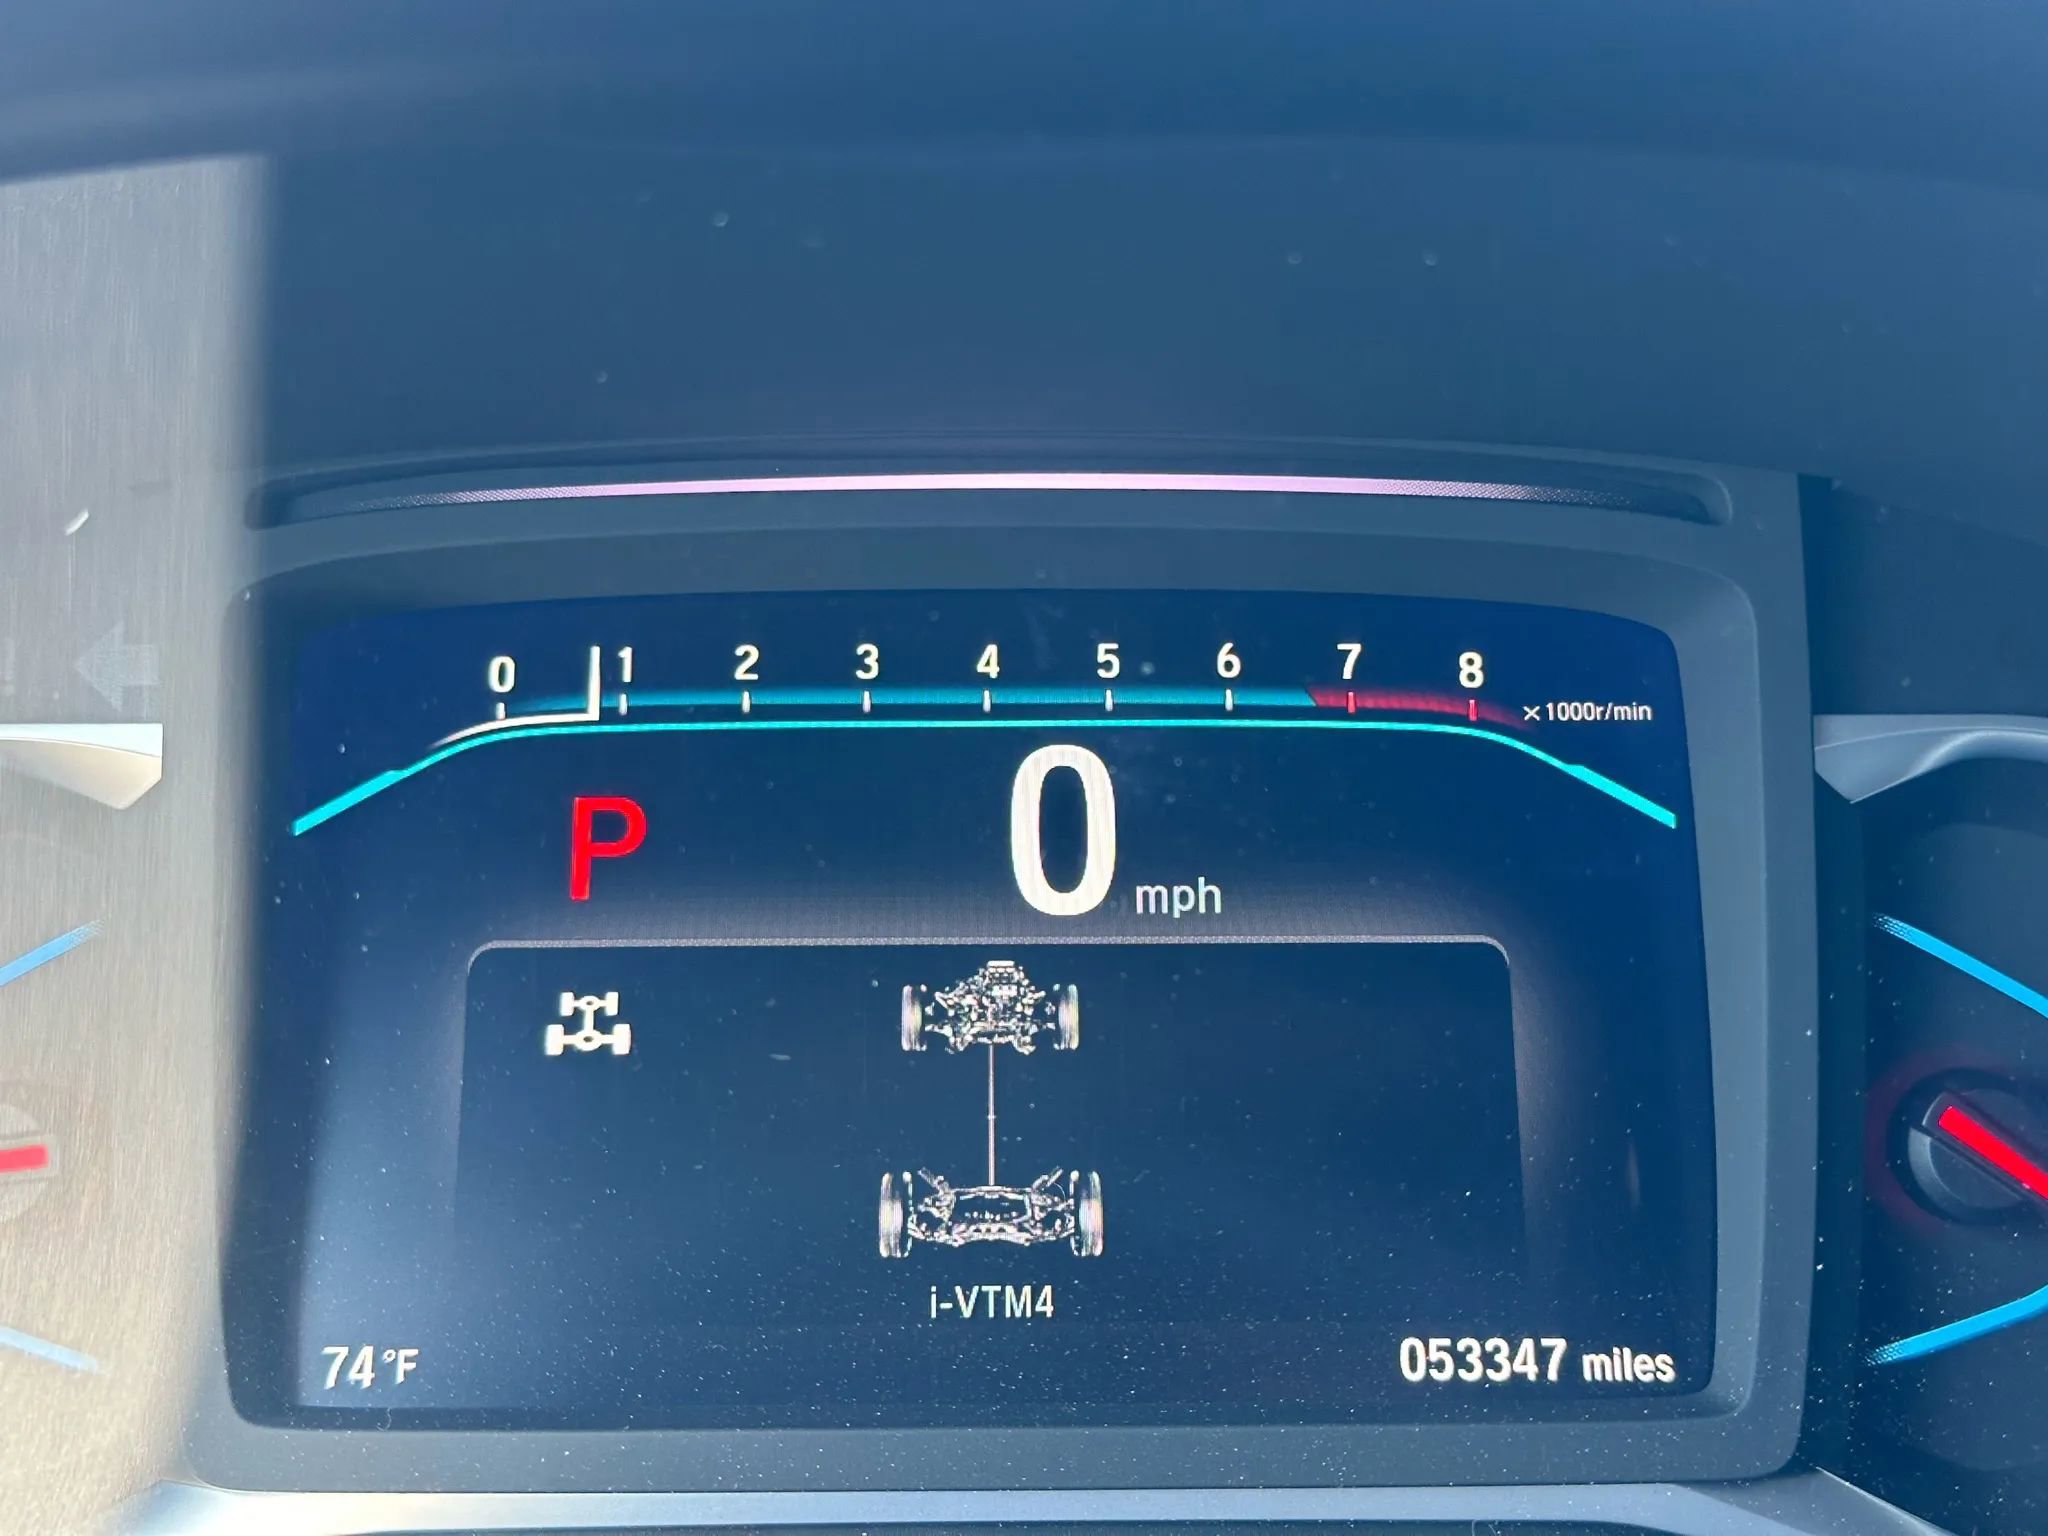 0 1 2 3 4 5 6 7 8
×1000r/min
P 0 mph
i-VTM4
74°F 053347 miles